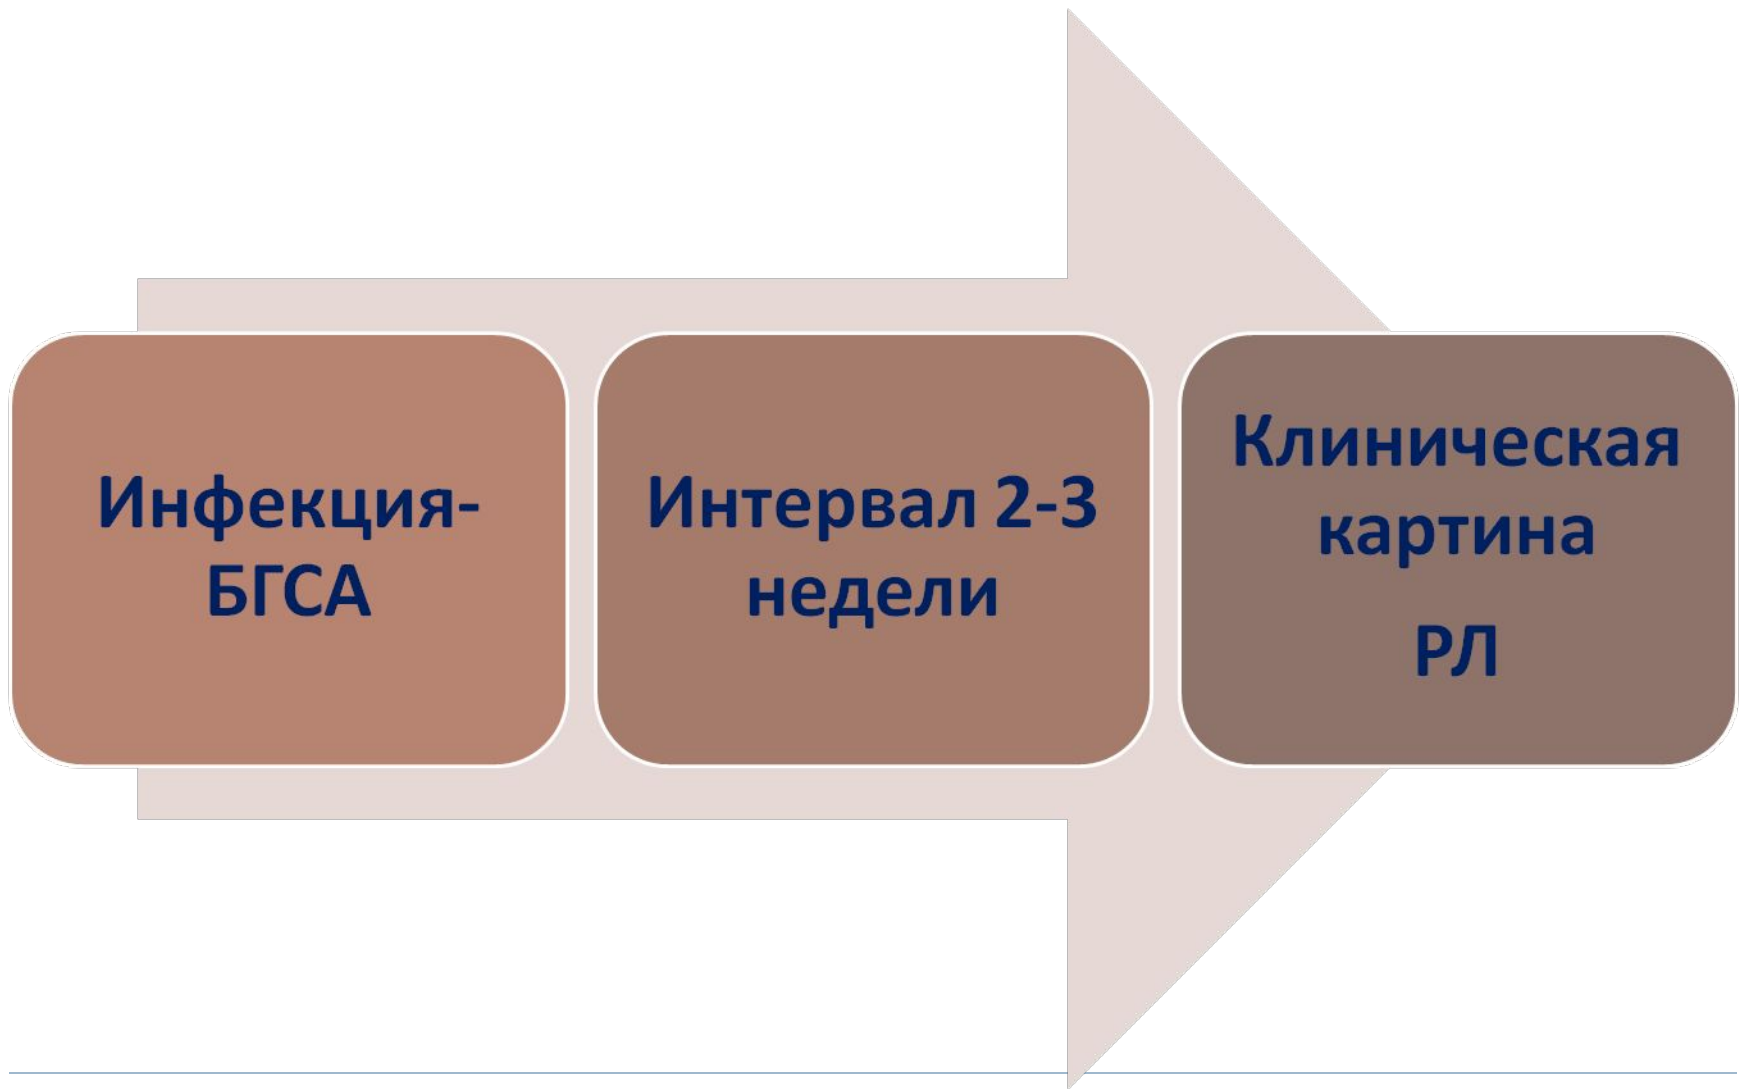 Инфекция-
БГСА
Интервал 2-3
недели
Клиническая
картина
РЛ